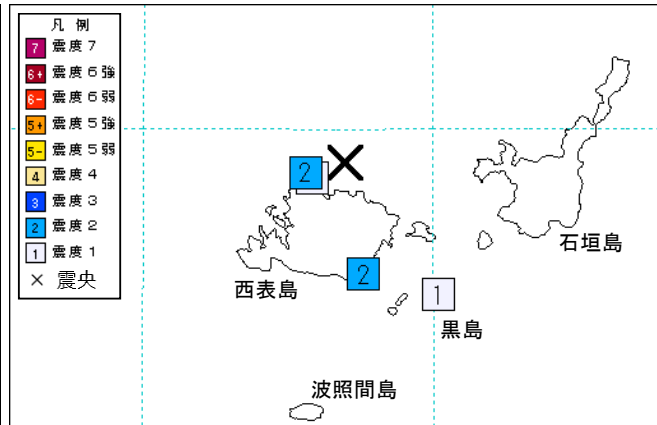 凡 例
7 震度７
6+ 震度６強
6- 震度６弱
5+ 震度５強
5- 震度５弱
4 震度４
3 震度３
2 震度２
1 震度１
× 震央
2
石垣島
2
西表島
1
黒島
波照間島